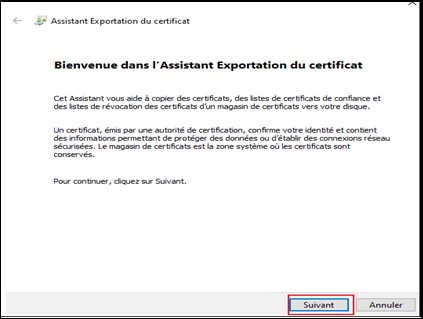 Assistant Exportation du certificat
Bienvenue dans l'Assistant Exportation du certificat
Cet Assistant vous aide à copier des certificats, des listes de certificats de confiance et
des listes de révocation des certificats d'un magasin de certificats vers votre disque.
Un certificat, émis par une autorité de certification, confirme votre identité et contient
des informations permettant de protéger des données ou d'établir des connexions réseau
sécurisées. Le magasin de certificats est la zone système où les certificats sont
conservés.
Pour continuer, cliquez sur Suivant.
Suivant Annuler